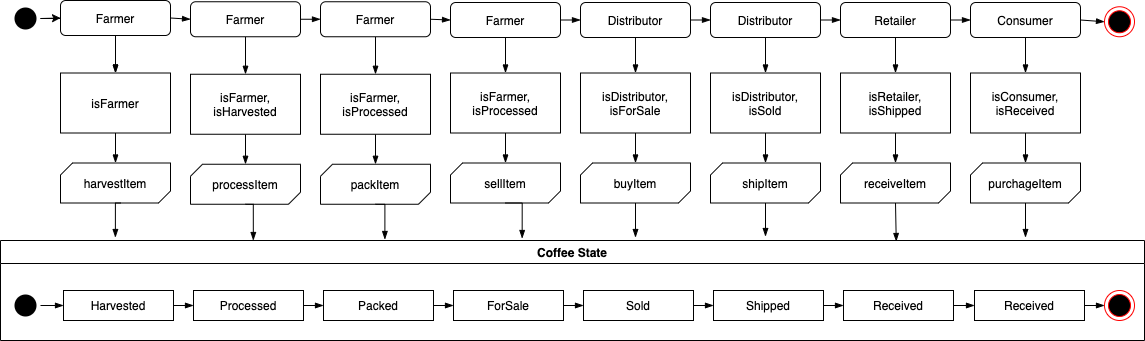 Farmer
Farmer
Farmer
Farmer
Distributor
Distributor
Retailer
Consumer
isFarmer
isFarmer,
isHarvested
isFarmer,
isProcessed
isFarmer,
isProcessed
isDistributor,
isForSale
isDistributor,
isSold
isRetailer,
isShipped
isConsumer,
isReceived
harvestItem
processItem
packItem
sellItem
buyItem
shipItem
receiveItem
purchageItem
Coffee State
Harvested
Processed
Packed
ForSale
Sold
Shipped
Received
Received